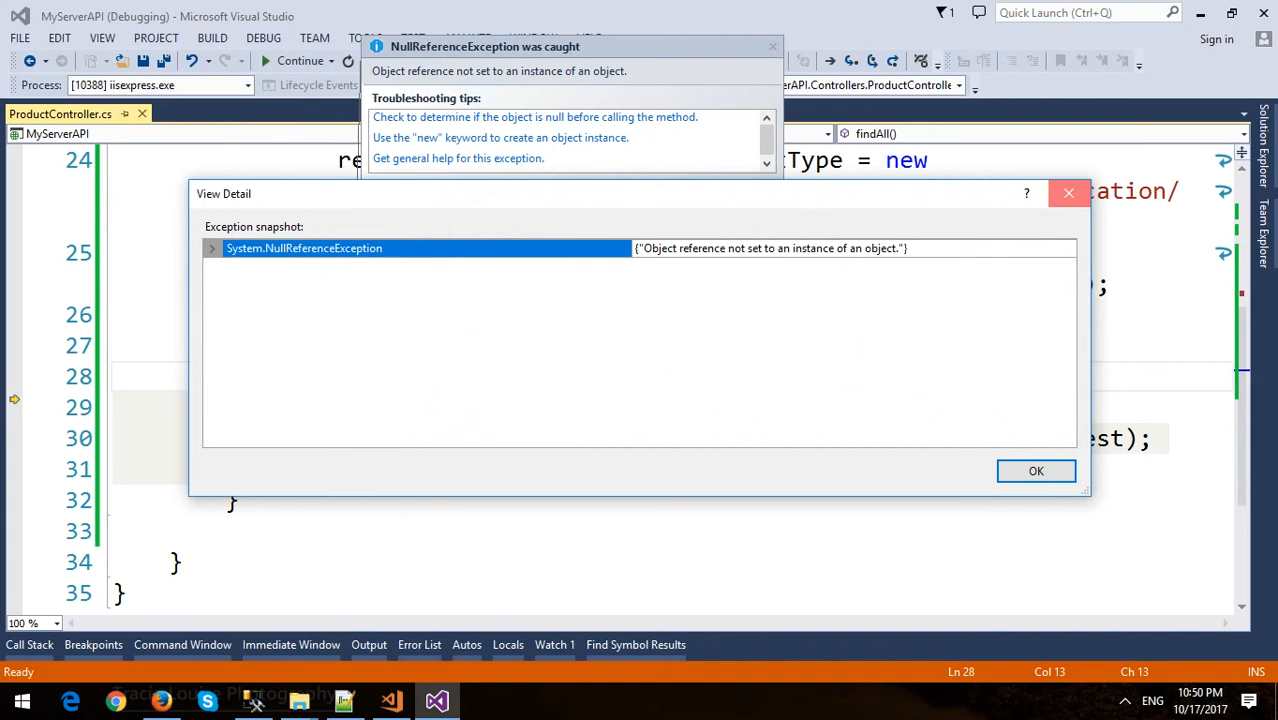 MyServerAPI (Debugging) - Microsoft Visual Studio
1
Quick Launch (Ctrl+Q)
FILE EDIT VIEW PROJECT BUILD DEBUG TEAM
Sign in
NullReferenceException was caught
Continue
Object reference not set to an instance of an object.
Process: [10388] iisexpress.exe
Lifecycle Events
API.Controllers.ProductControlle
Troubleshooting tips:
Check to determine if the object is null before calling the method.
Use the "new" keyword to create an object instance.
Get general help for this exception.
ProductController.cs
MyServerAPI
findAll()
24 re tType = new
cation/
View Detail
Exception snapshot:
System.NullReferenceException {"Object reference not set to an instance of an object."}
25
);
26
27
28
29
30 est);
31
OK
32 }
33
34 }
35 }
100 %
Call Stack Breakpoints Command Window Immediate Window Output Error List Autos Locals Watch 1 Find Symbol Results
Ready Ln 28 Col 13 Ch 13 INS
Solution Explorer
Team Explorer
Tracie Louise Photography
ENG
10:50 PM
10/17/2017